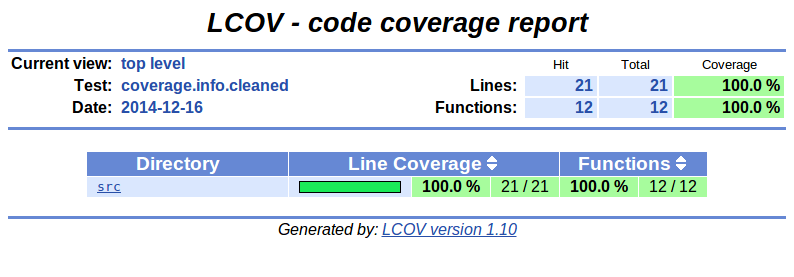 LCOV - code coverage report
Current view: top level
Hit Total Coverage
Test: coverage.info.cleaned
Lines: 21 21 100.0 %
Date: 2014-12-16
Functions: 12 12 100.0 %
Directory Line Coverage Functions
src 100.0 % 21 / 21 100.0 % 12 / 12
Generated by: LCOV version 1.10